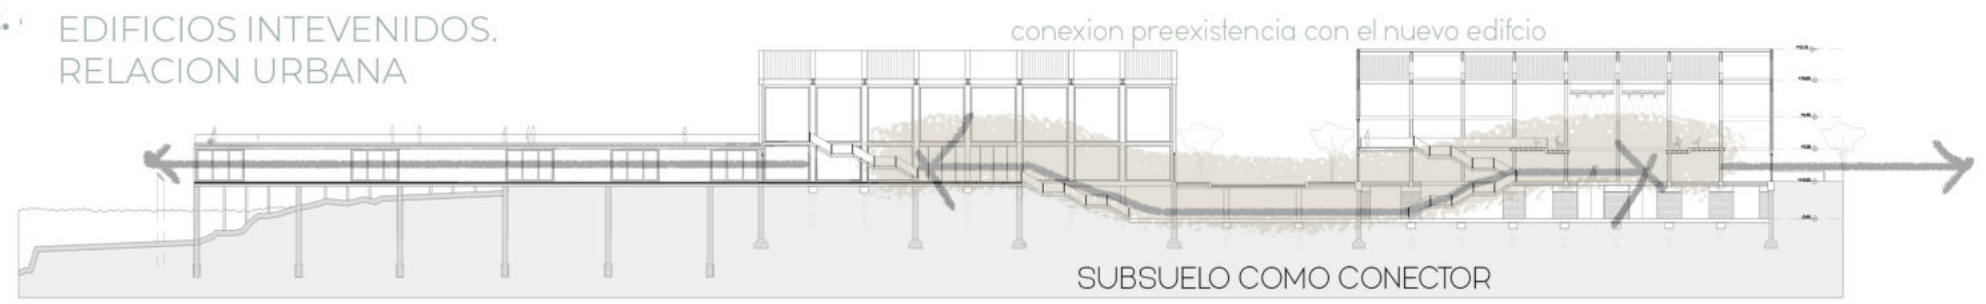 EDIFICIOS INTEVENIDOS.
RELACION URBANA
conexion preexistencia con el nuevo edifcio
SUBSUELO COMO CONECTOR